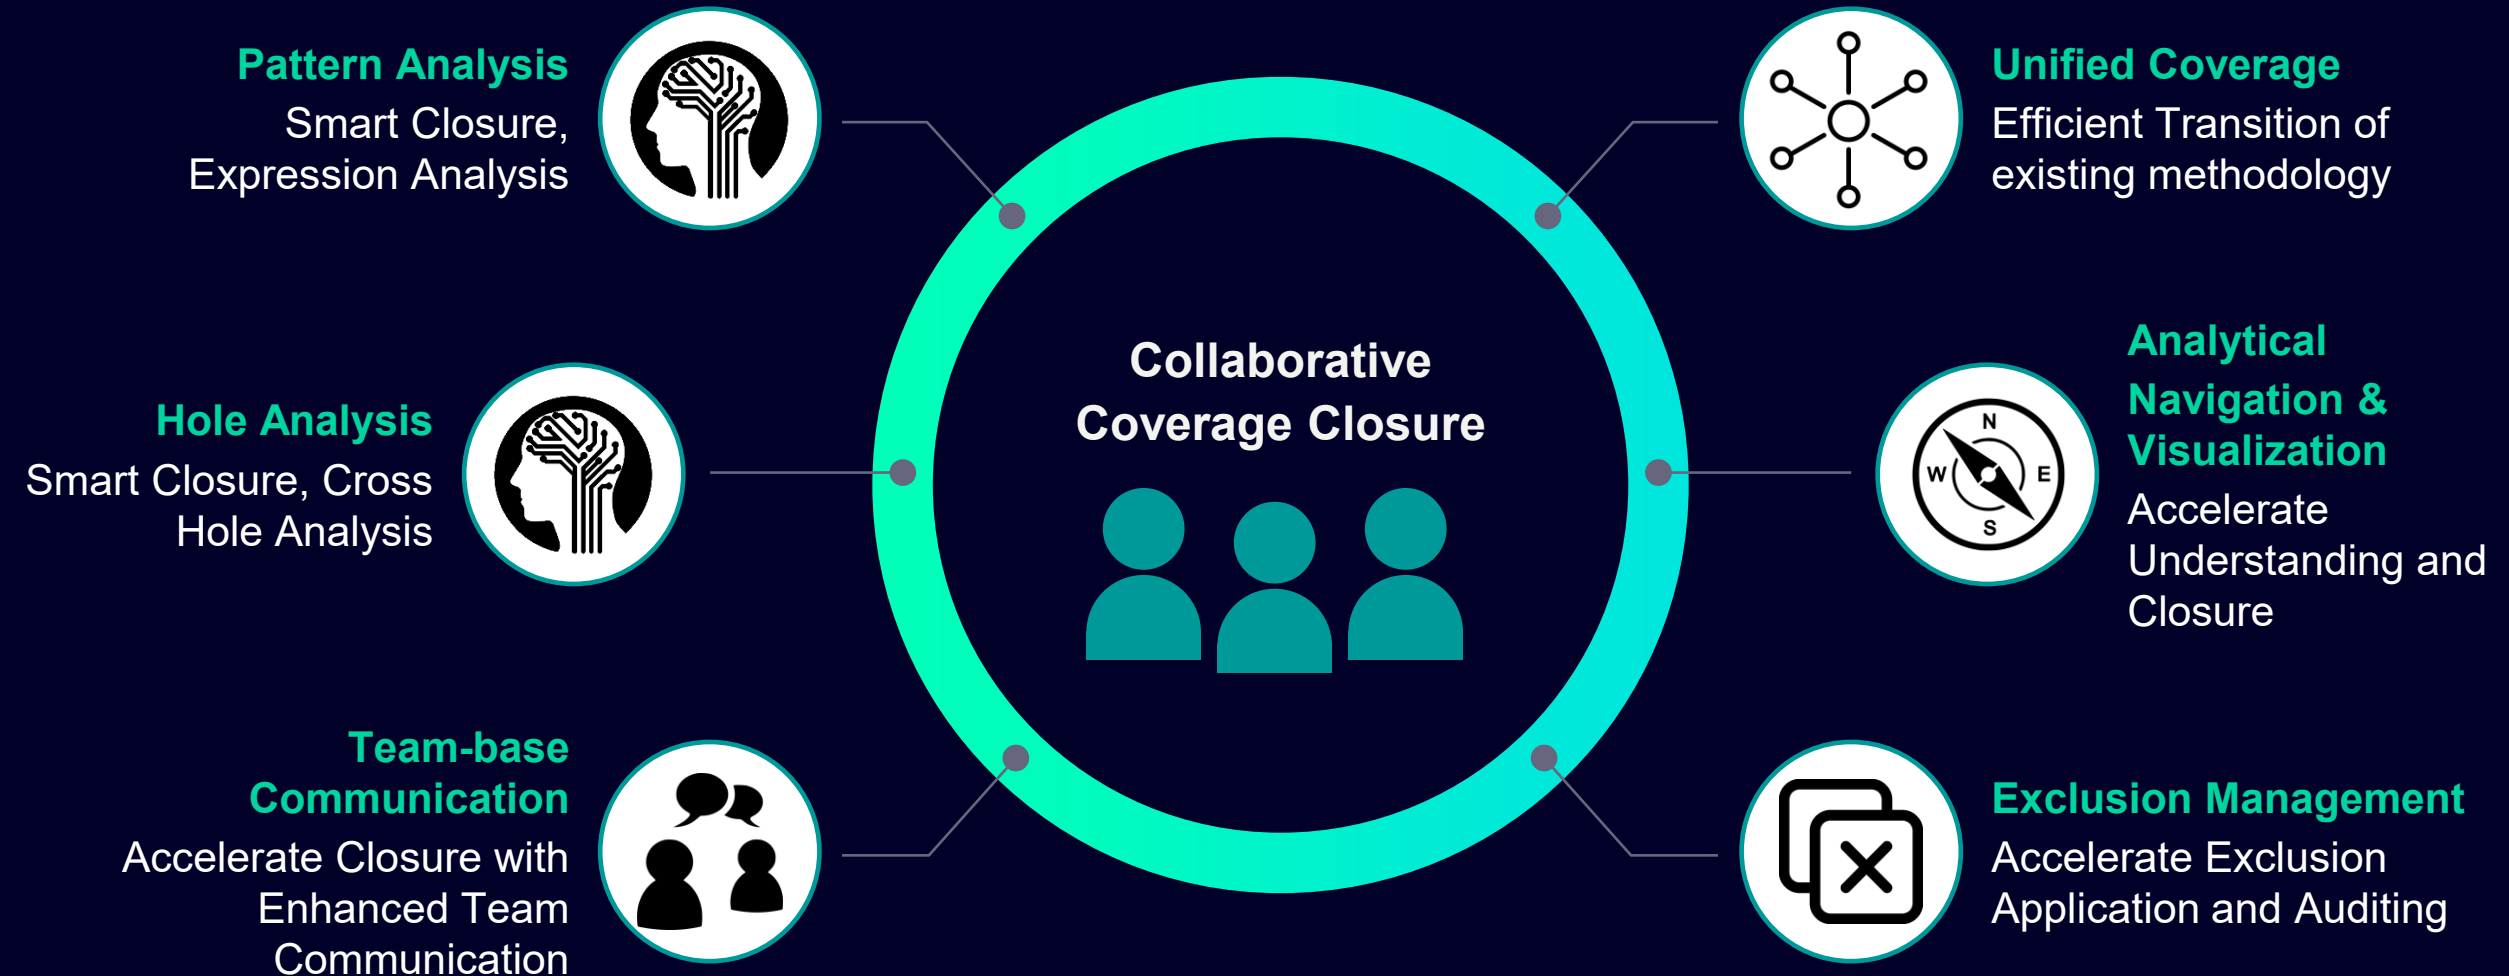 Pattern Analysis
Smart Closure,
Expression Analysis
Hole Analysis
Smart Closure, Cross
Hole Analysis
Team-base
Communication
Accelerate Closure with
Enhanced Team
Communication
Collaborative
Coverage Closure
Unified Coverage
Efficient Transition of
existing methodology
N
W
E
S
Analytical
Navigation &
Visualization
Accelerate
Understanding and
Closure
Exclusion Management
Accelerate Exclusion
Application and Auditing